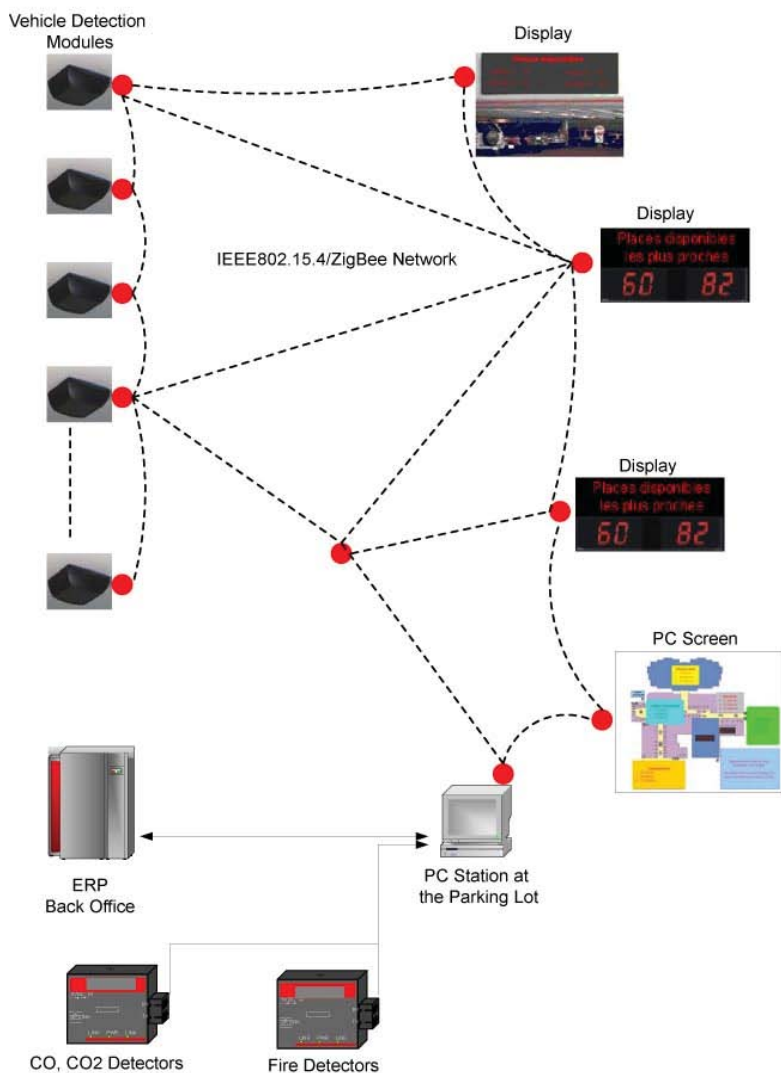 Vehicle Detection
Modules
Display
Display
Places disponibles
les plus proches
60 82
IEEE802.15.4/ZigBee Network
Display
Places disponibles
les plus proches
60 82
PC Screen
ERP
Back Office
PC Station at
the Parking Lot
CO, CO2 Detectors
Fire Detectors